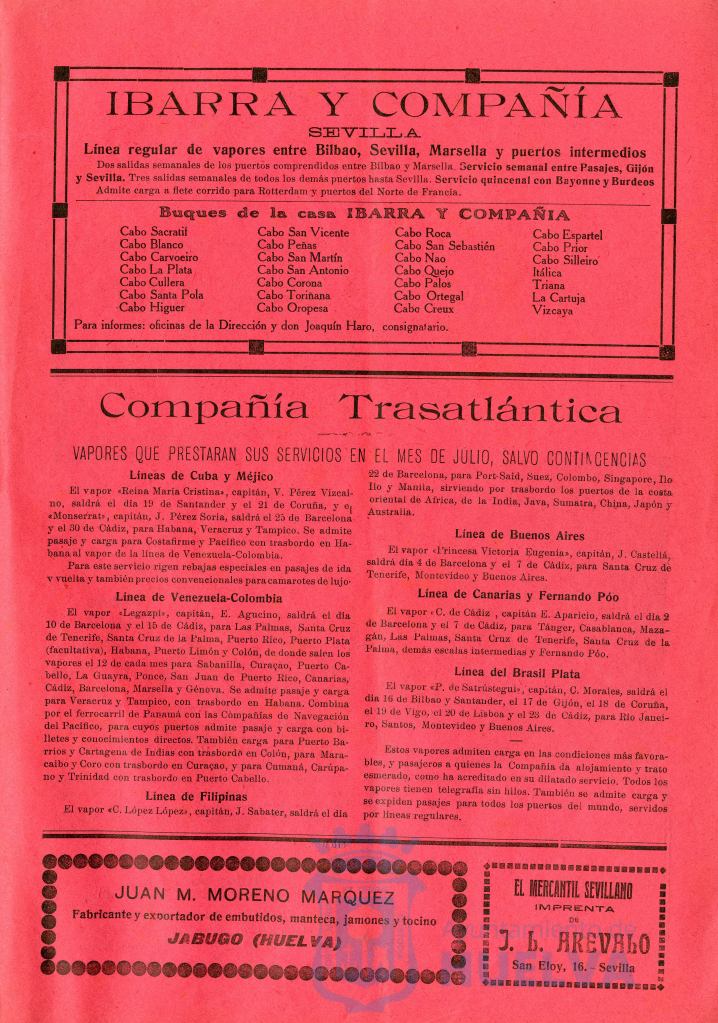 IBARRA Y COMPAÑÍA
SEVILLA
Línea regular de vapores entre Bilbao, Sevilla, Marsella y puertos intermedios
Dos salidas semanales de los puertos comprendidos entre Bilbao y Marsella. Servicio semanal entre Pasajes, Gijón
y Sevilla. Tres salidas semanales de todos los demás puertos hasta Sevilla. Servicio quincenal con Bayonne y Burdeos
Admite carga a flete corrido para Rotterdam y puertos del Norte de Francia.
Buques de la casa IBARRA Y COMPAÑIA
Cabo Sacratif
Cabo Blanco
Cabo Carvoeiro
Cabo La Plata
Cabo Cullera
Cabo Santa Pola
Cabo Higuer
Cabo San Vicente
Cabo Peñas
Cabo San Martín
Cabo San Antonio
Cabo Corona
Cabo Toriñana
Cabo Oropesa
Cabo Roca
Cabo San Sebastién
Cabo Nao
Cabo Quejo
Cabo Palos
Cabo Ortegal
Cabo Creux
Cabo Espartel
Cabo Prior
Cabo Silleiro
Itálica
Triana
La Cartuja
Vizcaya
Para informes: oficinas de la Dirección y don Joaquín Haro, consignatario.
Compañía Trasatlántica
VAPORES QUE PRESTARAN SUS SERVICIOS EN EL MES DE JULIO, SALVO CONTINCENCIAS
Líneas de Cuba y Méjico
El vapor «Reina María Cristina», capitán, V. Pérez Vizcai-
no, saldrá el día 19 de Santander y el 21 de Coruña, y el
«Monserrat», capitán, J. Pérez Soria, saldrá el 25 de Barcelona
y el 30 de Cádiz, para Habana, Veracruz y Tampico. Se admite
pasaje y carga para Costafirme y Pacífico con trasbordo en Ha-
bana al vapor de la línea de Venezuela-Colombia.
Para este servicio rigen rebajas especiales en pasajes de ida
y vuelta y también precios convencionales para camarotes de lujo.
Línea de Venezuela-Colombia
El vapor «Legazpi», capitán, E. Agucino, saldrá el día
10 de Barcelona y el 15 de Cádiz, para Las Palmas, Santa Cruz
de Tenerife, Santa Cruz de la Palma, Puerto Rico, Puerto Plata
(facultativa), Habana, Puerto Limón y Colón, de donde salen los
vapores el 12 de cada mes para Sabanilla, Curaçao, Puerto Ca-
bello, La Guayra, Ponce, San Juan de Puerto Rico, Canarias,
Cádiz, Barcelona, Marsella y Génova. Se admite pasaje y carga
para Veracruz y Tampico, con trasbordo en Habana. Combina
por el ferrocarril de Panamá con las Compañías de Navegación
del Pacífico, para cuyos puertos admite pasaje y carga con bi-
lletes y conocimientos directos. También carga para Puerto Ba-
rrios y Cartagena de Indias con trasbordo en Colón, para Mara-
caibo y Coro con trasbordo en Curaçao, y para Cumaná, Carúpa-
no y Trinidad con trasbordo en Puerto Cabello.
Línea de Filipinas
El vapor «C. López López», capitán, J. Sabater, saldrá el día
22 de Barcelona, para Port-Said, Suez, Colombo, Singapore, Ilo
Ilo y Manila, sirviendo por trasbordo los puertos de la costa
oriental de Africa, de la India, Java, Sumatra, China, Japón y
Australia.
Línea de Buenos Aires
El vapor «Princesa Victoria Eugenia», capitán, J. Castellá,
saldrá día 4 de Barcelona y el 7 de Cádiz, para Santa Cruz de
Tenerife, Montevideo y Buenos Aires.
Línea de Canarias y Fernando Póo
El vapor «C. de Cádiz», capitán E. Aparicio, saldrá el día 2
de Barcelona y el 7 de Cádiz, para Tánger, Casablanca, Maza-
gán, Las Palmas, Santa Cruz de Tenerife, Santa Cruz de la
Palma, demás escalas intermedias y Fernando Póo.
Línea del Brasil Plata
El vapor «P. de Satrústegui», capitán, C. Morales, saldrá el
día 16 de Bilbao y Santander, el 17 de Gijón, el 18 de Coruña,
el 19 de Vigo, el 20 de Lisboa y el 23 de Cádiz, para Río Janei-
ro, Santos, Montevideo y Buenos Aires.
Estos vapores admiten carga en las condiciones más favora-
bles, y pasajeros a quienes la Compañía da alojamiento y trato
esmerado, como ha acreditado en su dilatado servicio. Todos los
vapores tienen telegrafía sin hilos. También se admite carga y
se expiden pasajes para todos los puertos del mundo, servidos
por líneas regulares.
JUAN M. MORENO MARQUEZ
Fabricante y exportador de embutidos, manteca, jamones y tocino
JABUGO (HUELVA)
EL MERCANTIL SEVILLANO
IMPRENTA
DE
J. L. AREVALO
San Eloy, 16. - Sevilla